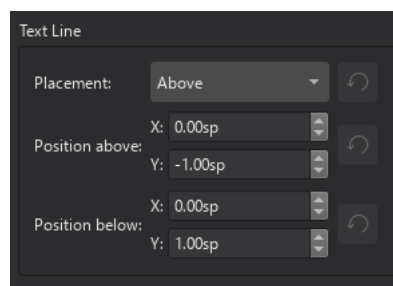 Text Line
Placement: Above
X: 0.00sp
Position above:
Y: -1.00sp
X: 0.00sp
Position below:
Y: 1.00sp